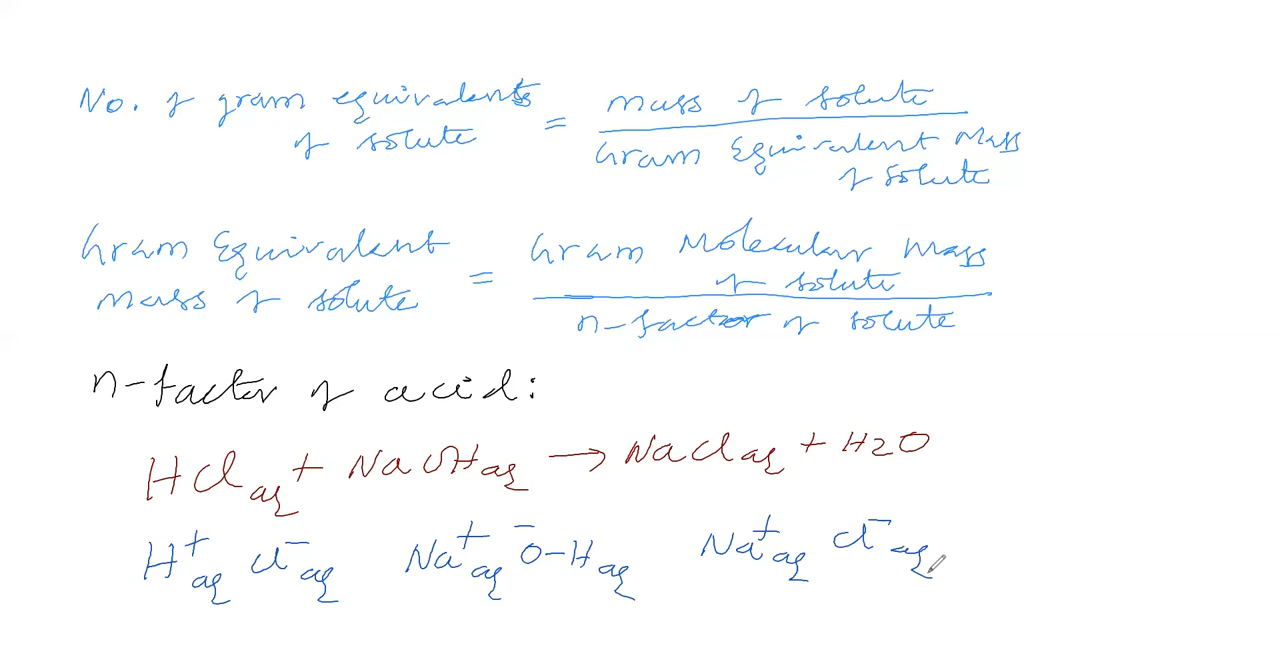 No. of gram equivalents of solute = mass of solute / Gram Equivalent Mass of solute
Gram Equivalent mass of solute = Gram Molecular mass of solute / n-factor of solute
n-factor of acid:
HCl aq + NaOH aq → NaCl aq + H2O
H+ aq Cl- aq Na+ aq -O-H aq Na+ aq Cl- aq